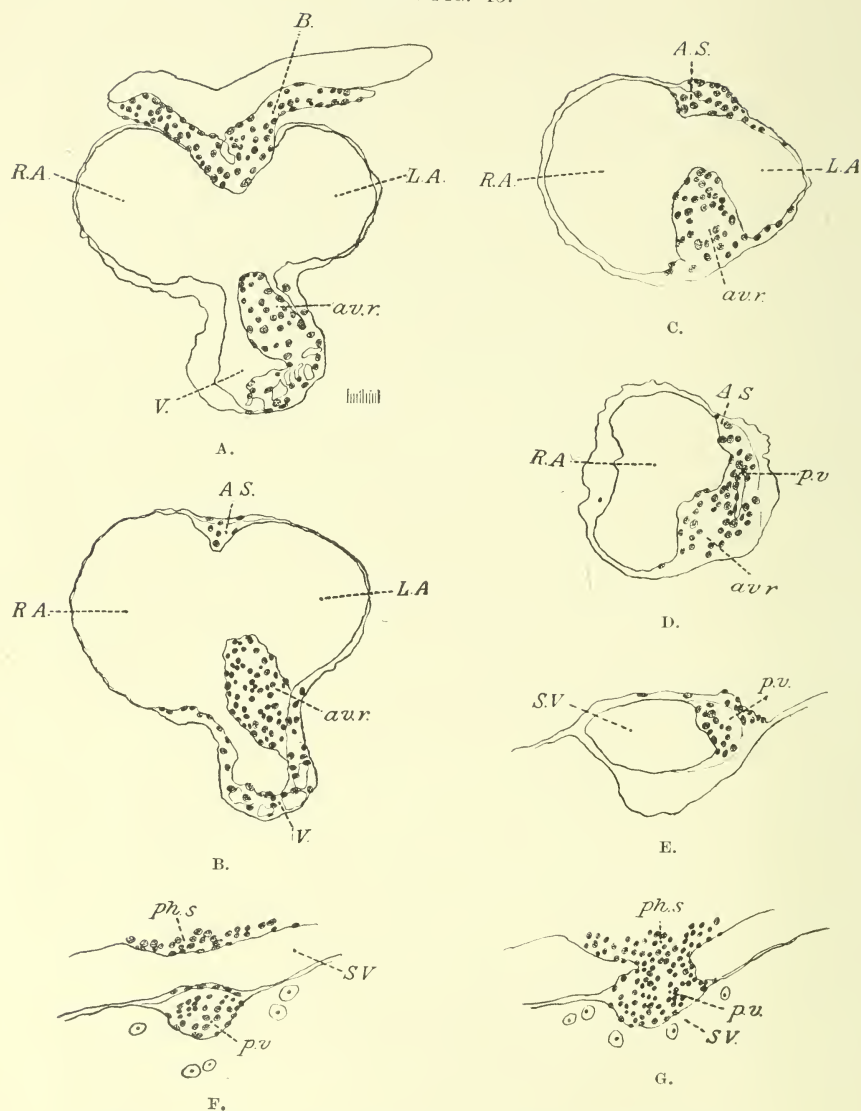 B.
R.A.
L.A.
av.r.
V.
A.
A.S.
R.A.
L.A
av.r.
C.
A S
R.A
p.v
av.r
D.
A S.
R A.
L.A
av.r.
V.
B.
S.V
p.v.
E.
ph.s
S V
p.v
F.
ph.s
p.v.
S.V.
G.